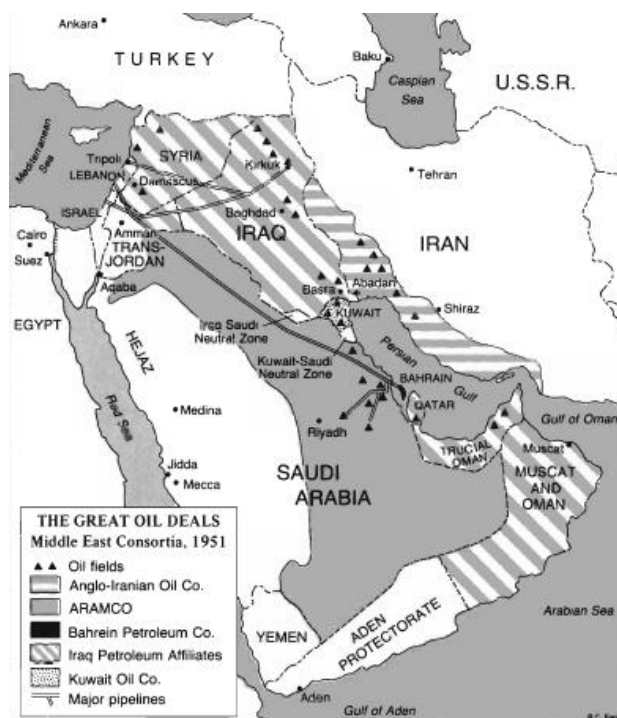 Ankara
TURKEY
Baku
Caspian
Sea
U.S.S.R.
Mediterranean
Sea
Tripoli
SYRIA
LEBANON
Damascus
Kirkuk
Tehran
ISRAEL
Baghdad
IRAQ
IRAN
Cairo
Suez
Amman
TRANS-
JORDAN
Aqaba
Basra
Abadan
Shiraz
EGYPT
KUWAIT
Iraq Saudi
Neutral Zone
Kuwait-Saudi
Neutral Zone
Persian
Gulf
HEJAZ
BAHRAIN
QATAR
Gulf of Oman
Red Sea
Medina
Riyadh
TRUCIAL
OMAN
Muscat
MUSCAT
AND
OMAN
Jidda
Mecca
SAUDI
ARABIA
THE GREAT OIL DEALS
Middle East Consortia, 1951
Oil fields
Anglo-Iranian Oil Co.
ARAMCO
Bahrein Petroleum Co.
Iraq Petroleum Affiliates
Kuwait Oil Co.
Major pipelines
YEMEN
ADEN
PROTECTORATE
Arabian Sea
Aden
Gulf of Aden